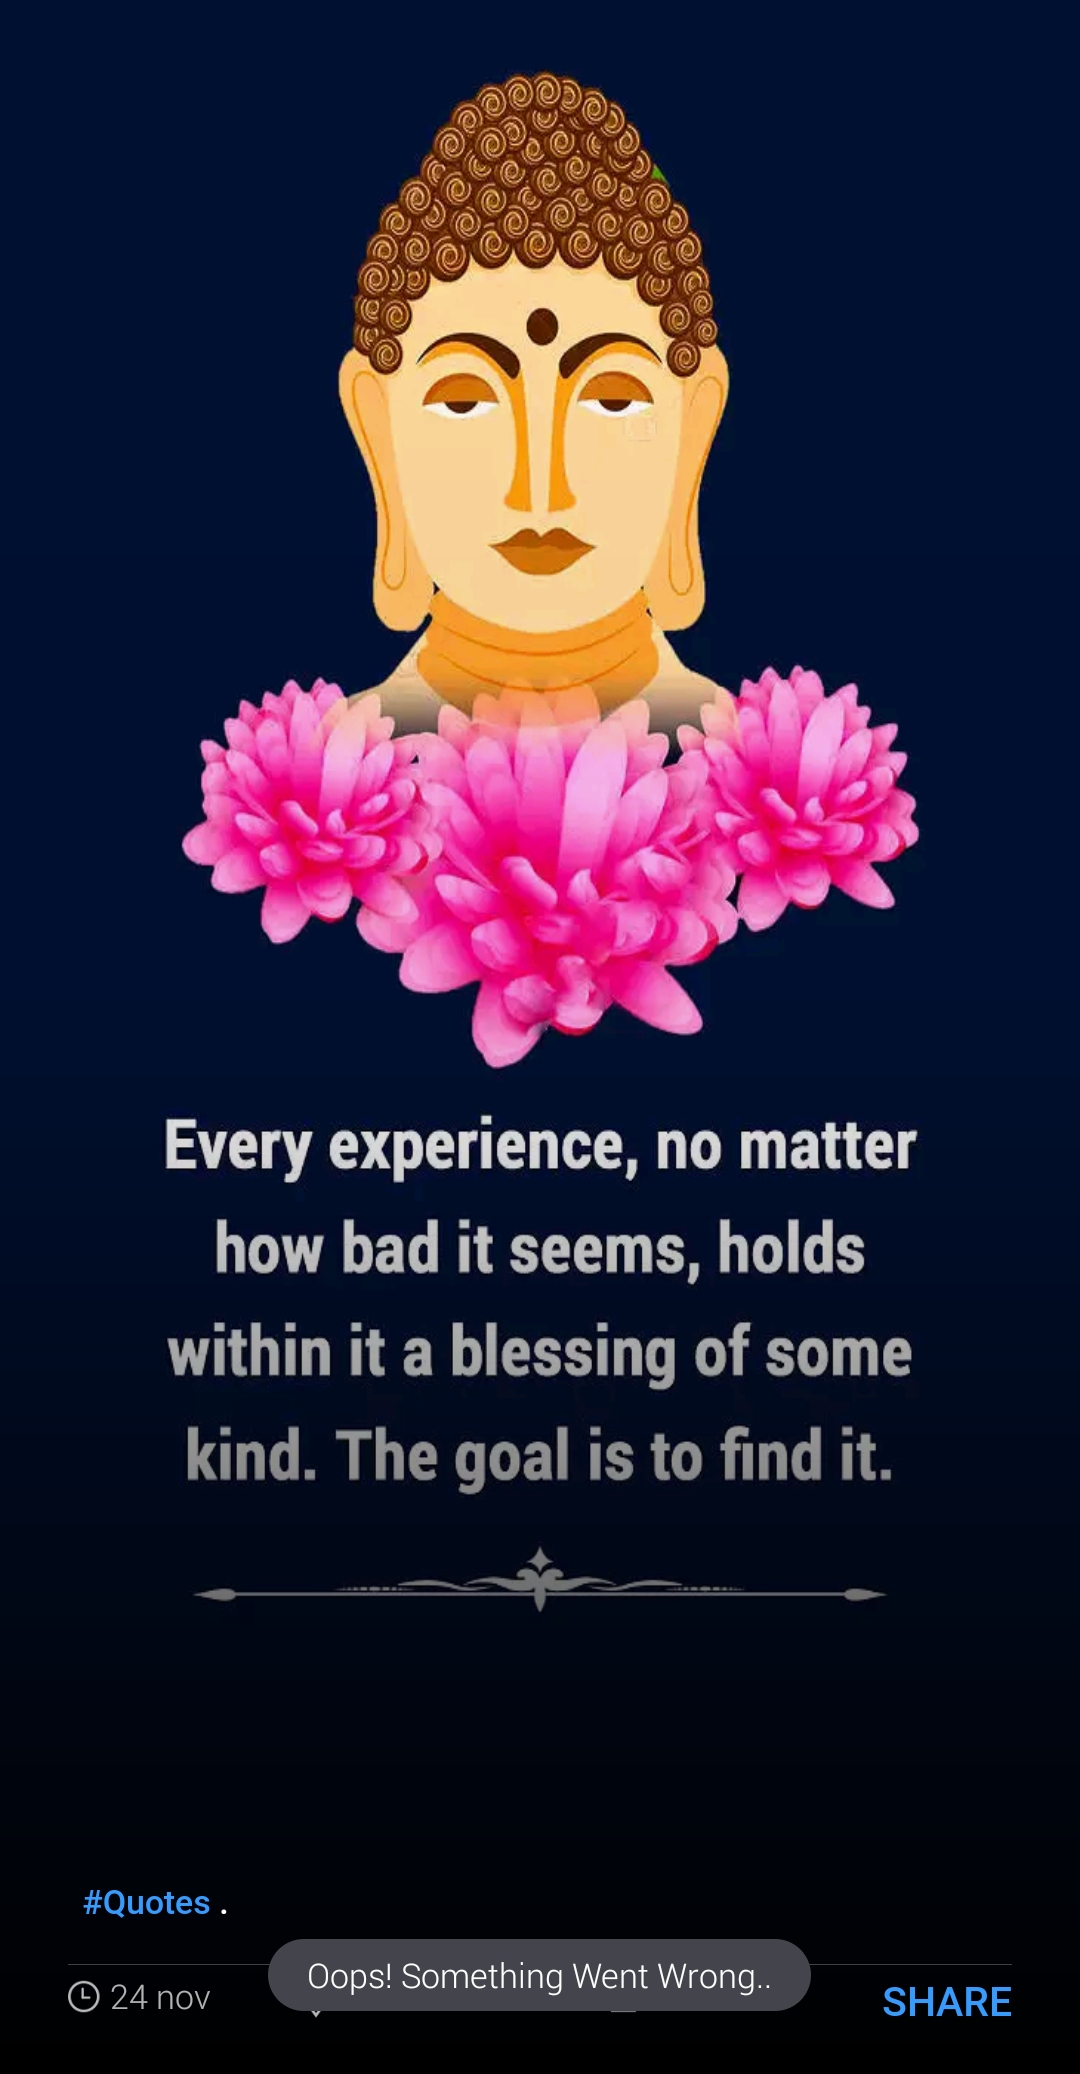 Every experience, no matter
how bad it seems, holds
within it a blessing of some
kind. The goal is to find it.
#Quotes .
Oops! Something Went Wrong..
24 nov
SHARE